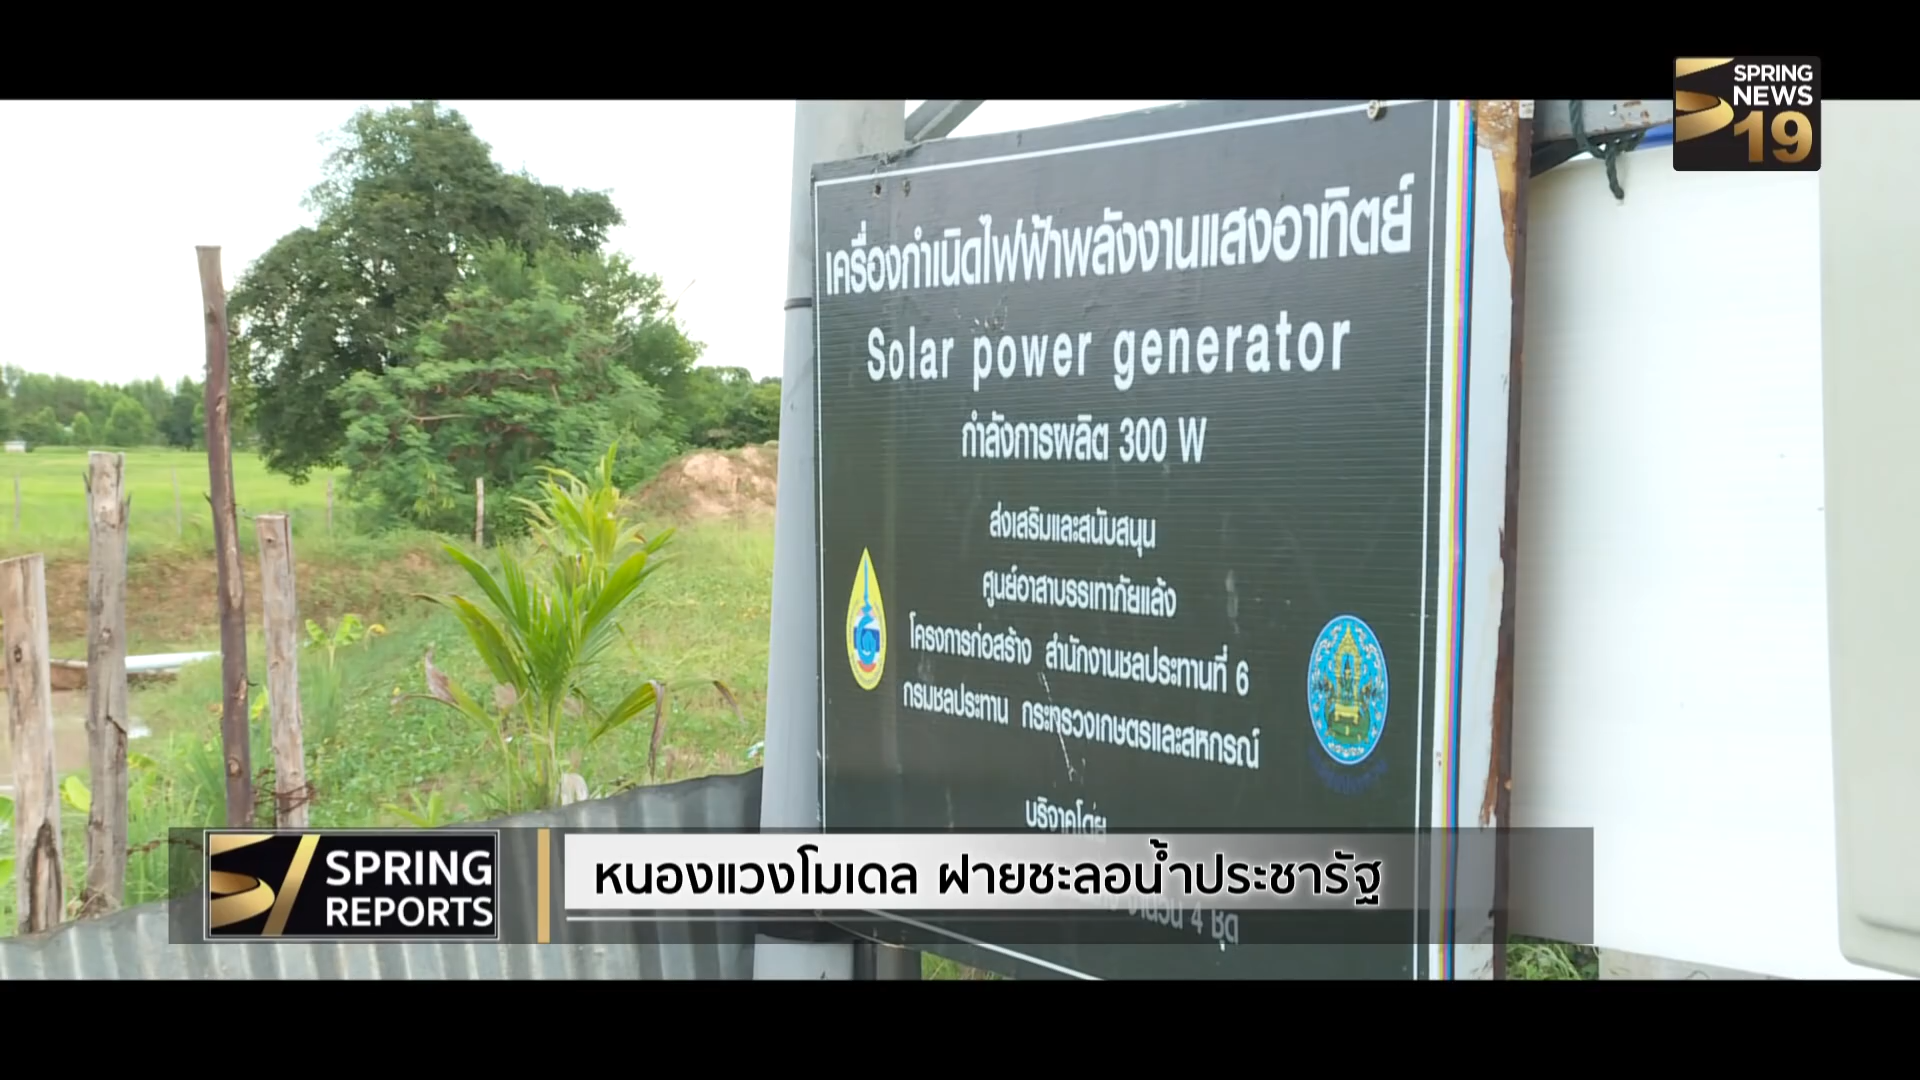 SPRING
NEWS
19
เครื่องกำเนิดไฟฟ้าพลังงานแสงอาทิตย์
Solar power generator
กำลังการผลิต 300 W
ส่งเสริมและสนับสนุน
ศูนย์อาสาบรรเทาภัยแล้ง
โครงการก่อสร้าง สำนักงานชลประทานที่ 6
กรมชลประทาน กระทรวงเกษตรและสหกรณ์
บริจาคโดย
จำนวน 4 ชุด
SPRING
REPORTS
หนองแวงโมเดล ฝายชะลอน้ำประชารัฐ